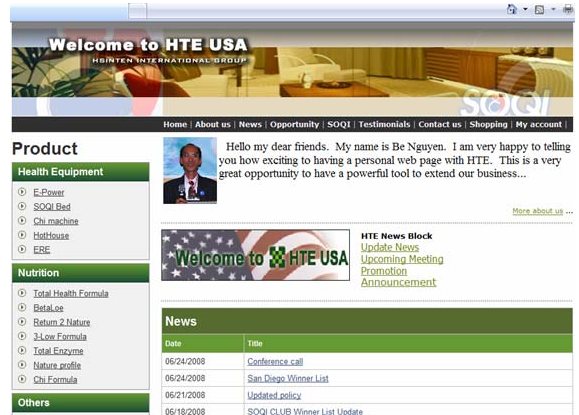 Welcome to HTE USA
HSINTEN INTERNATIONAL GROUP
SOQI
Home | About us | News | Opportunity | SOQI | Testimonials | Contact us | Shopping | My account |
Product
Health Equipment
E-Power
SOQI Bed
Chi machine
HotHouse
ERE
Nutrition
Total Health Formula
BetaLoe
Return 2 Nature
3-Low Formula
Total Enzyme
Nature profile
Chi Formula
Others
Hello my dear friends. My name is Be Nguyen. I am very happy to telling
you how exciting to having a personal web page with HTE. This is a very
great opportunity to have a powerful tool to extend our business...
More about us ...
Welcome to HTE USA
HTE News Block
Update News
Upcoming Meeting
Promotion
Announcement
News
Date Title
06/24/2008 Conference call
06/24/2008 San Diego Winner List
06/21/2008 Updated policy
06/18/2008 SOQI CLUB Winner List Update